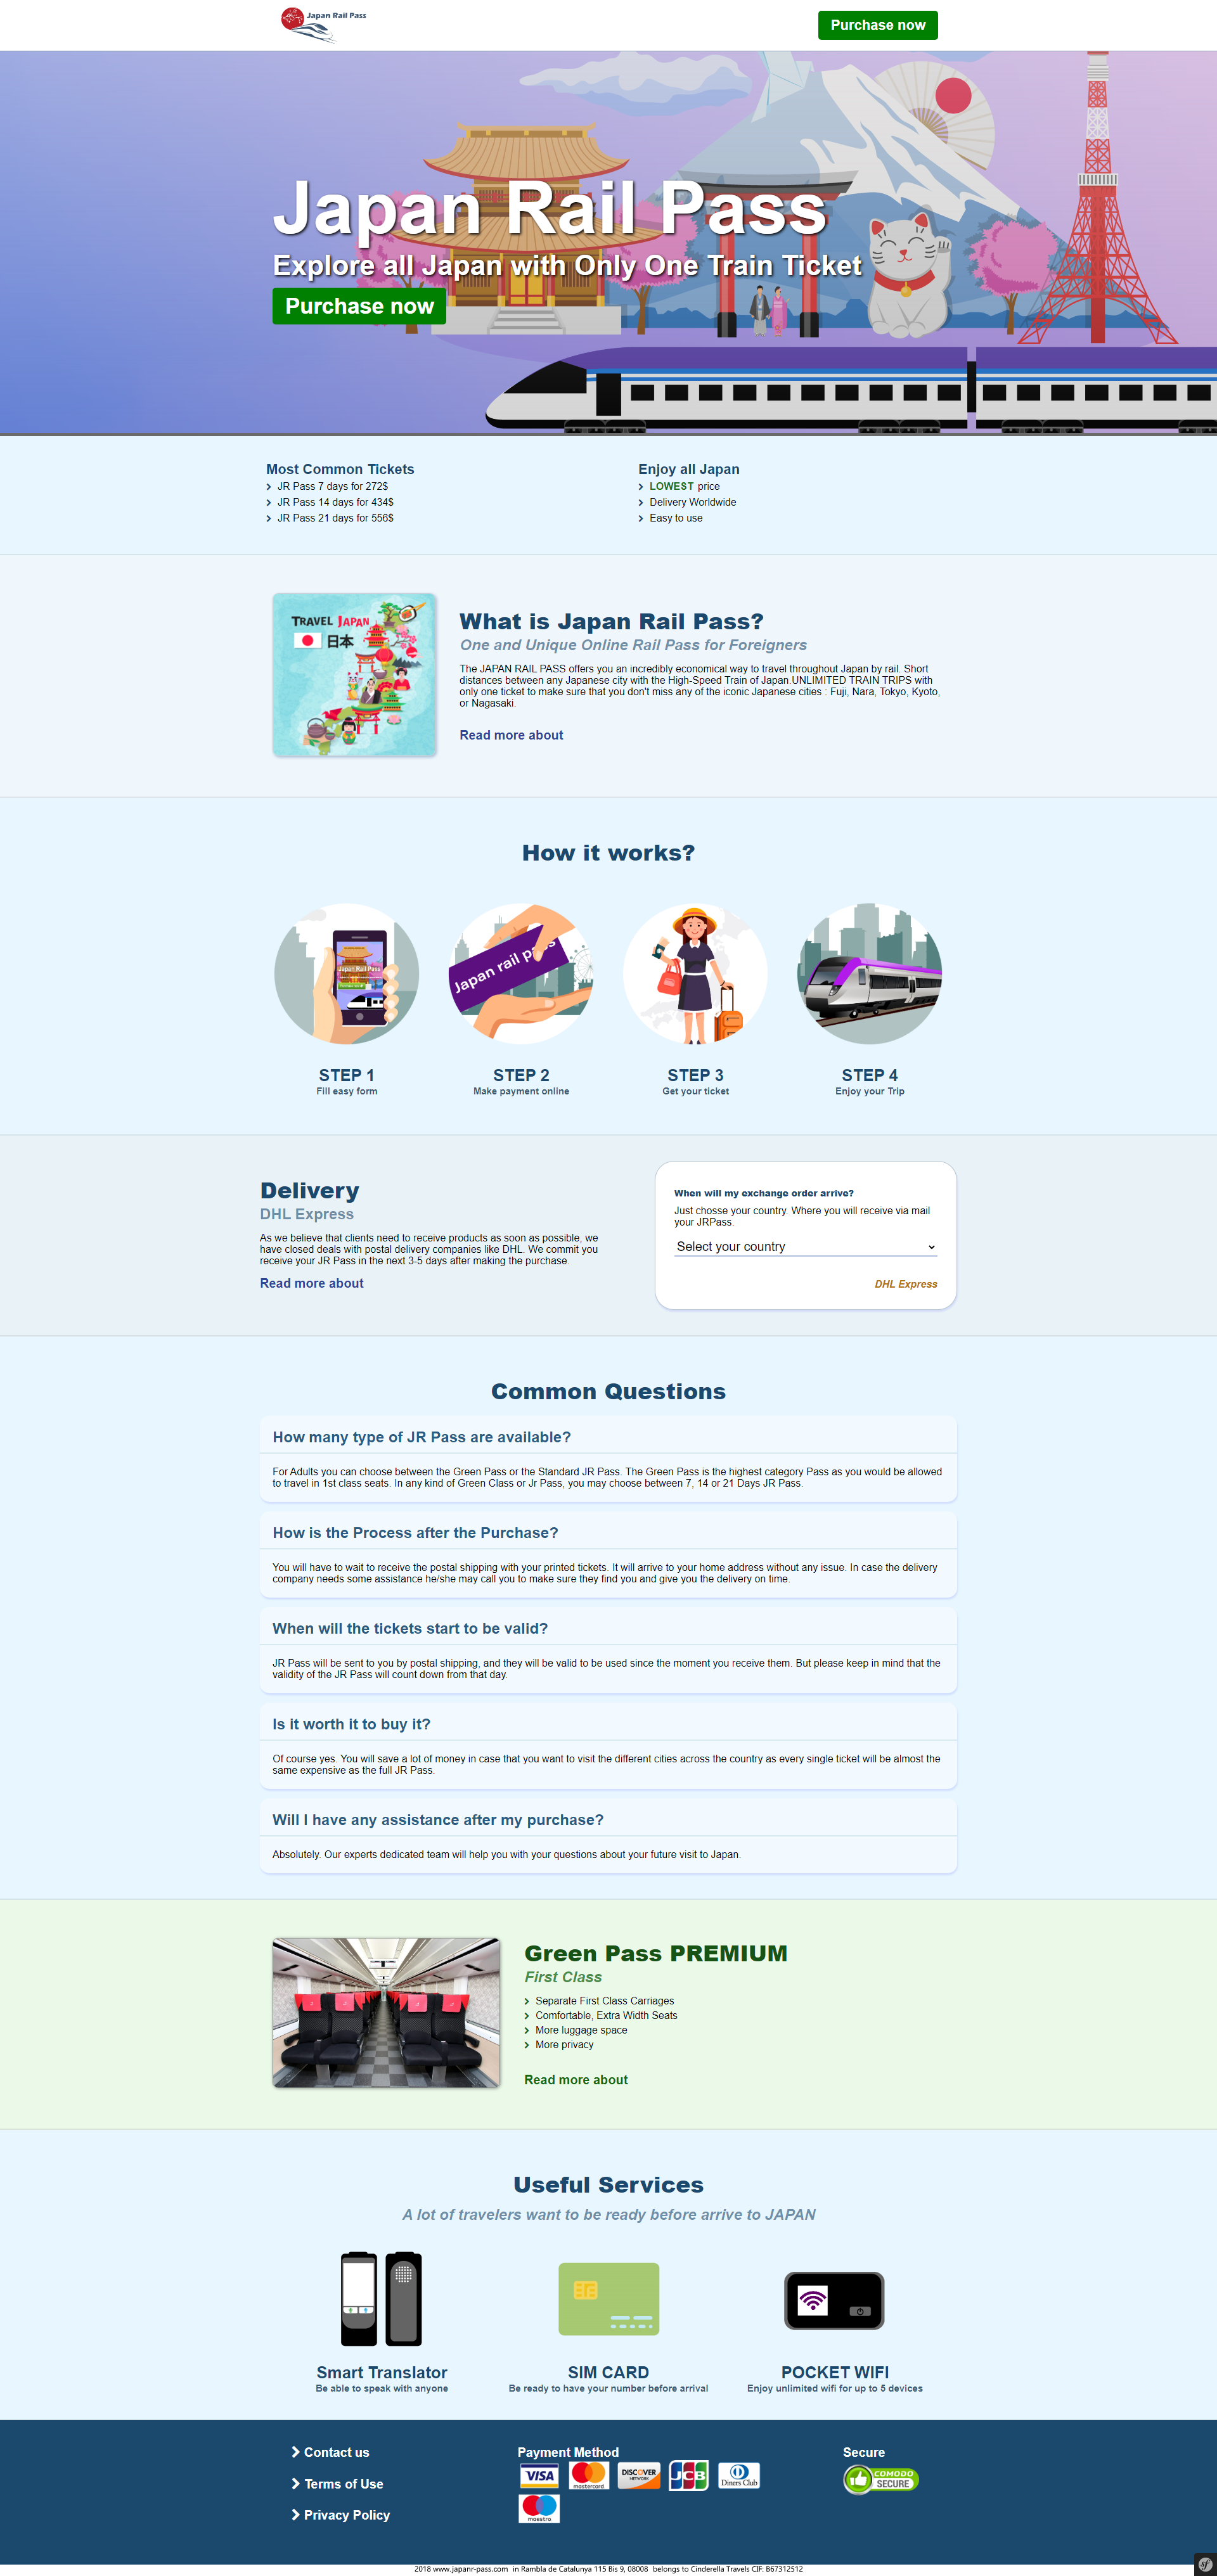 Japan Rail Pass
Purchase now
Japan Rail Pass
Explore all Japan with Only One Train Ticket
Purchase now
Most Common Tickets
JR Pass 7 days for 272$
JR Pass 14 days for 434$
JR Pass 21 days for 556$
Enjoy all Japan
LOWEST price
Delivery Worldwide
Easy to use
TRAVEL JAPAN
日本
What is Japan Rail Pass?
One and Unique Online Rail Pass for Foreigners
The JAPAN RAIL PASS offers you an incredibly economical way to travel throughout Japan by rail. Short
distances between any Japanese city with the High-Speed Train of Japan.UNLIMITED TRAIN TRIPS with
only one ticket to make sure that you don't miss any of the iconic Japanese cities : Fuji, Nara, Tokyo, Kyoto,
or Nagasaki.
Read more about
How it works?
Japan Rail Pass
Japan rail pass
STEP 1
Fill easy form
STEP 2
Make payment online
STEP 3
Get your ticket
STEP 4
Enjoy your Trip
Delivery
DHL Express
As we believe that clients need to receive products as soon as possible, we
have closed deals with postal delivery companies like DHL. We commit you
receive your JR Pass in the next 3-5 days after making the purchase.
Read more about
When will my exchange order arrive?
Just chosse your country. Where you will receive via mail
your JRPass.
Select your country
DHL Express
Common Questions
How many type of JR Pass are available?
For Adults you can choose between the Green Pass or the Standard JR Pass. The Green Pass is the highest category Pass as you would be allowed
to travel in 1st class seats. In any kind of Green Class or Jr Pass, you may choose between 7, 14 or 21 Days JR Pass.
How is the Process after the Purchase?
You will have to wait to receive the postal shipping with your printed tickets. It will arrive to your home address without any issue. In case the delivery
company needs some assistance he/she may call you to make sure they find you and give you the delivery on time.
When will the tickets start to be valid?
JR Pass will be sent to you by postal shipping, and they will be valid to be used since the moment you receive them. But please keep in mind that the
validity of the JR Pass will count down from that day.
Is it worth it to buy it?
Of course yes. You will save a lot of money in case that you want to visit the different cities across the country as every single ticket will be almost the
same expensive as the full JR Pass.
Will I have any assistance after my purchase?
Absolutely. Our experts dedicated team will help you with your questions about your future visit to Japan.
Green Pass PREMIUM
First Class
Separate First Class Carriages
Comfortable, Extra Width Seats
More luggage space
More privacy
Read more about
Useful Services
A lot of travelers want to be ready before arrive to JAPAN
Smart Translator
Be able to speak with anyone
SIM CARD
Be ready to have your number before arrival
POCKET WIFI
Enjoy unlimited wifi for up to 5 devices
Contact us
Terms of Use
Privacy Policy
Payment Method
VISA
mastercard
DISCOVER
NETWORK
JCB
Diners Club
maestro
Secure
COMODO
SECURE
2018 www.japanr-pass.com in Rambla de Catalunya 115 Bis 9, 08008 belongs to Cinderella Travels CIF: B67312512